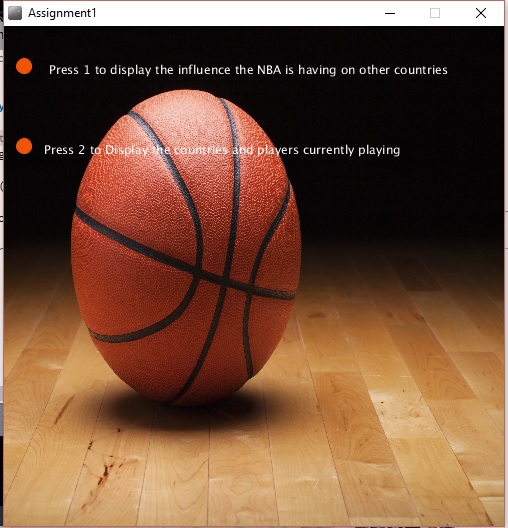 Assignment1
Press 1 to display the influence the NBA is having on other countries
Press 2 to Display the countries and players currently playing